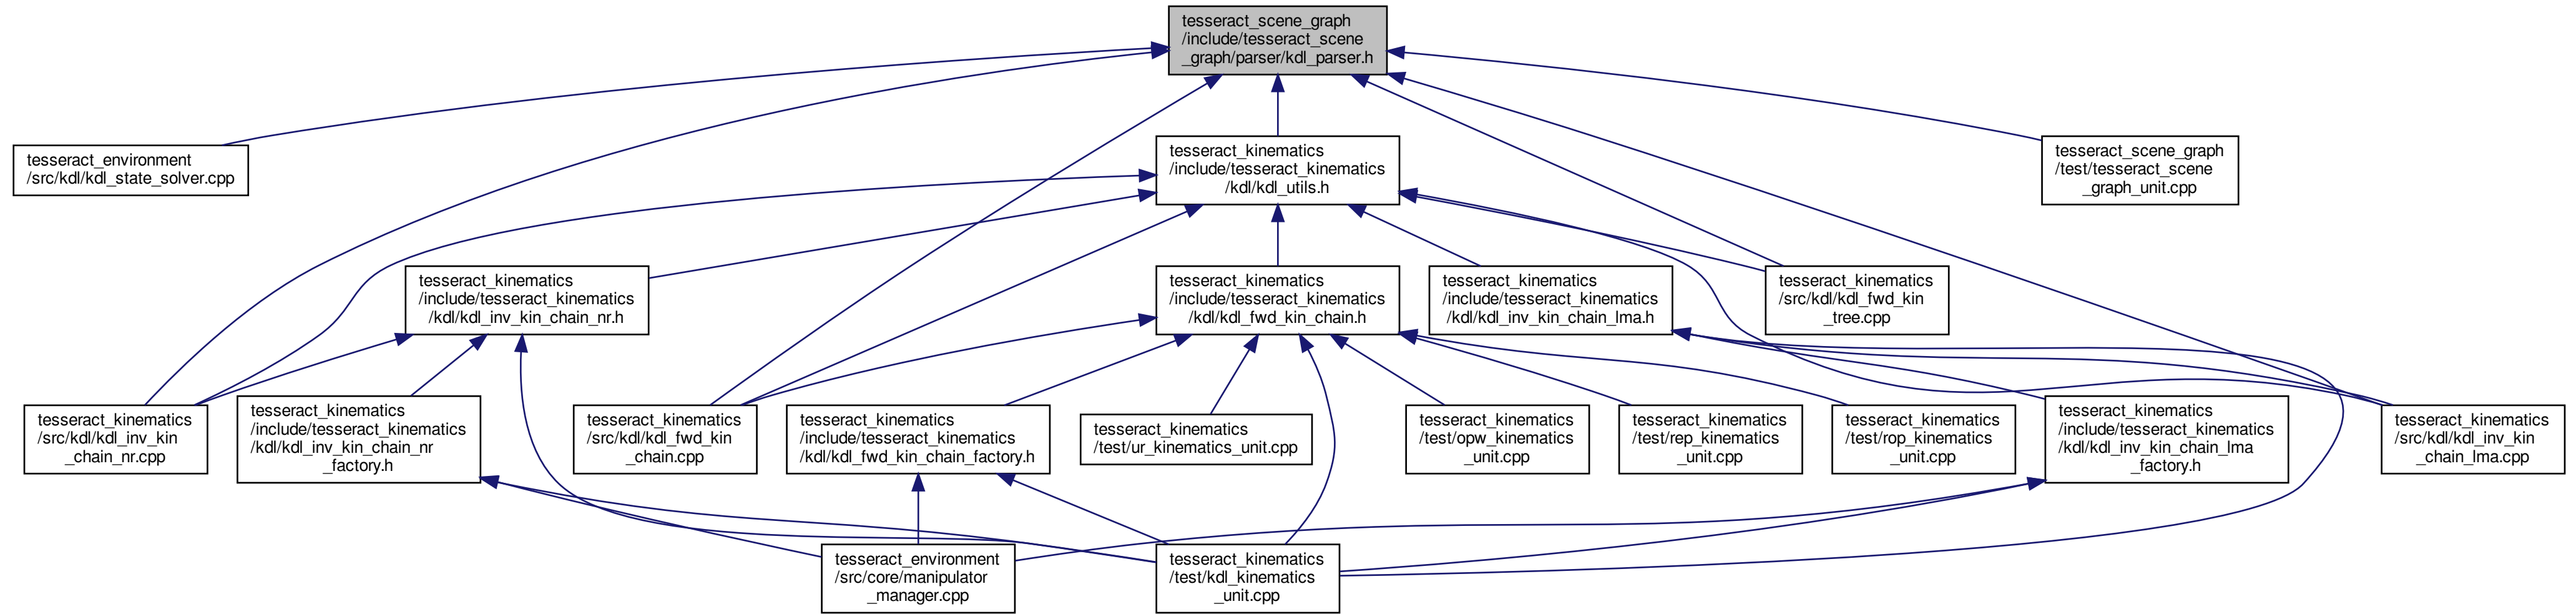 tesseract_scene_graph
/include/tesseract_scene
_graph/parser/kdl_parser.h
tesseract_environment
/src/kdl/kdl_state_solver.cpp
tesseract_kinematics
/include/tesseract_kinematics
/kdl/kdl_utils.h
tesseract_scene_graph
/test/tesseract_scene
_graph_unit.cpp
tesseract_kinematics
/include/tesseract_kinematics
/kdl/kdl_inv_kin_chain_nr.h
tesseract_kinematics
/include/tesseract_kinematics
/kdl/kdl_fwd_kin_chain.h
tesseract_kinematics
/include/tesseract_kinematics
/kdl/kdl_inv_kin_chain_lma.h
tesseract_kinematics
/src/kdl/kdl_fwd_kin
_tree.cpp
tesseract_kinematics
/src/kdl/kdl_inv_kin
_chain_nr.cpp
tesseract_kinematics
/include/tesseract_kinematics
/kdl/kdl_inv_kin_chain_nr
_factory.h
tesseract_kinematics
/src/kdl/kdl_fwd_kin
_chain.cpp
tesseract_kinematics
/include/tesseract_kinematics
/kdl/kdl_fwd_kin_chain_factory.h
tesseract_kinematics
/test/ur_kinematics_unit.cpp
tesseract_kinematics
/test/opw_kinematics
_unit.cpp
tesseract_kinematics
/test/rep_kinematics
_unit.cpp
tesseract_kinematics
/test/rop_kinematics
_unit.cpp
tesseract_kinematics
/include/tesseract_kinematics
/kdl/kdl_inv_kin_chain_lma
_factory.h
tesseract_kinematics
/src/kdl/kdl_inv_kin
_chain_lma.cpp
tesseract_environment
/src/core/manipulator
_manager.cpp
tesseract_kinematics
/test/kdl_kinematics
_unit.cpp